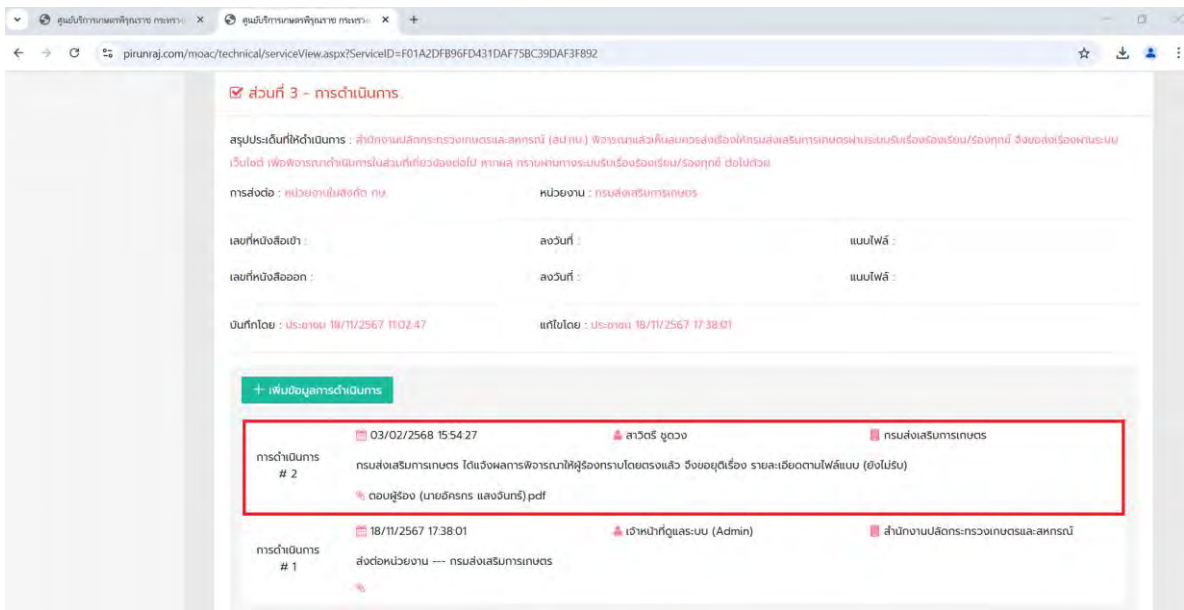 ศูนย์บริการเกษตรพิรุณราช กระทรว
ศูนย์บริการเกษตรพิรุณราช กระทรว
pirunraj.com/moac/technical/serviceView.aspx?ServiceID=F01A2DFB96FD431DAF75BC39DAF3F892
ส่วนที่ 3 - การดำเนินการ
สรุปประเด็นที่ให้ดำเนินการ : สำนักงานปลัดกระทรวงเกษตรและสหกรณ์ (สป.กษ.) พิจารณาแล้วเห็นสมควรส่งเรื่องให้กรมส่งเสริมการเกษตรผ่านระบบรับเรื่องร้องเรียน/ร้องทุกข์ จึงขอส่งเรื่องผ่านระบบ
เว็บไซต์ เพื่อพิจารณาดำเนินการในส่วนที่เกี่ยวข้องต่อไป หากผล ทราบผ่านทางระบบรับเรื่องร้องเรียน/ร้องทุกข์ ต่อไปด้วย
การส่งต่อ : หน่วยงานในสังกัด กษ. หน่วยงาน : กรมส่งเสริมการเกษตร
เลขที่หนังสือเข้า : ลงวันที่ : แนบไฟล์ :
เลขที่หนังสือออก : ลงวันที่ : แนบไฟล์ :
บันทึกโดย : ประชาชน 18/11/2567 11:02:47 แก้ไขโดย : ประชาชน 18/11/2567 17:38:01
+ เพิ่มข้อมูลการดำเนินการ
03/02/2568 15:54:27 สาวิตรี ชูดวง กรมส่งเสริมการเกษตร
การดำเนินการ
# 2
กรมส่งเสริมการเกษตร ได้แจ้งผลการพิจารณาให้ผู้ร้องทราบโดยตรงแล้ว จึงขอยุติเรื่อง รายละเอียดตามไฟล์แนบ (ยังไม่รับ)
ตอบผู้ร้อง (นายอัครกร แสงจันทร์).pdf
18/11/2567 17:38:01 เจ้าหน้าที่ดูแลระบบ (Admin) สำนักงานปลัดกระทรวงเกษตรและสหกรณ์
การดำเนินการ
# 1
ส่งต่อหน่วยงาน --- กรมส่งเสริมการเกษตร